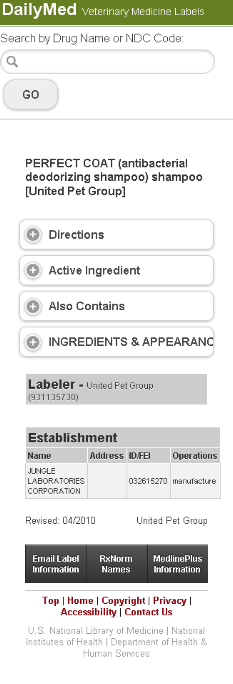 DailyMed Veterinary Medicine Labels
Search by Drug Name or NDC Code:
GO
PERFECT COAT (antibacterial
deodorizing shampoo) shampoo
[United Pet Group]
Directions
Active Ingredient
Also Contains
INGREDIENTS & APPEARANC
Labeler - United Pet Group
(931135730)
Establishment
Name Address ID/FEI Operations
JUNGLE
LABORATORIES 032615270 manufacture
CORPORATION
Revised: 04/2010 United Pet Group
Email Label RxNorm MedlinePlus
Information Names Information
Top | Home | Copyright | Privacy |
Accessibility | Contact Us
U.S. National Library of Medicine | National
Institutes of Health | Department of Health &
Human Services